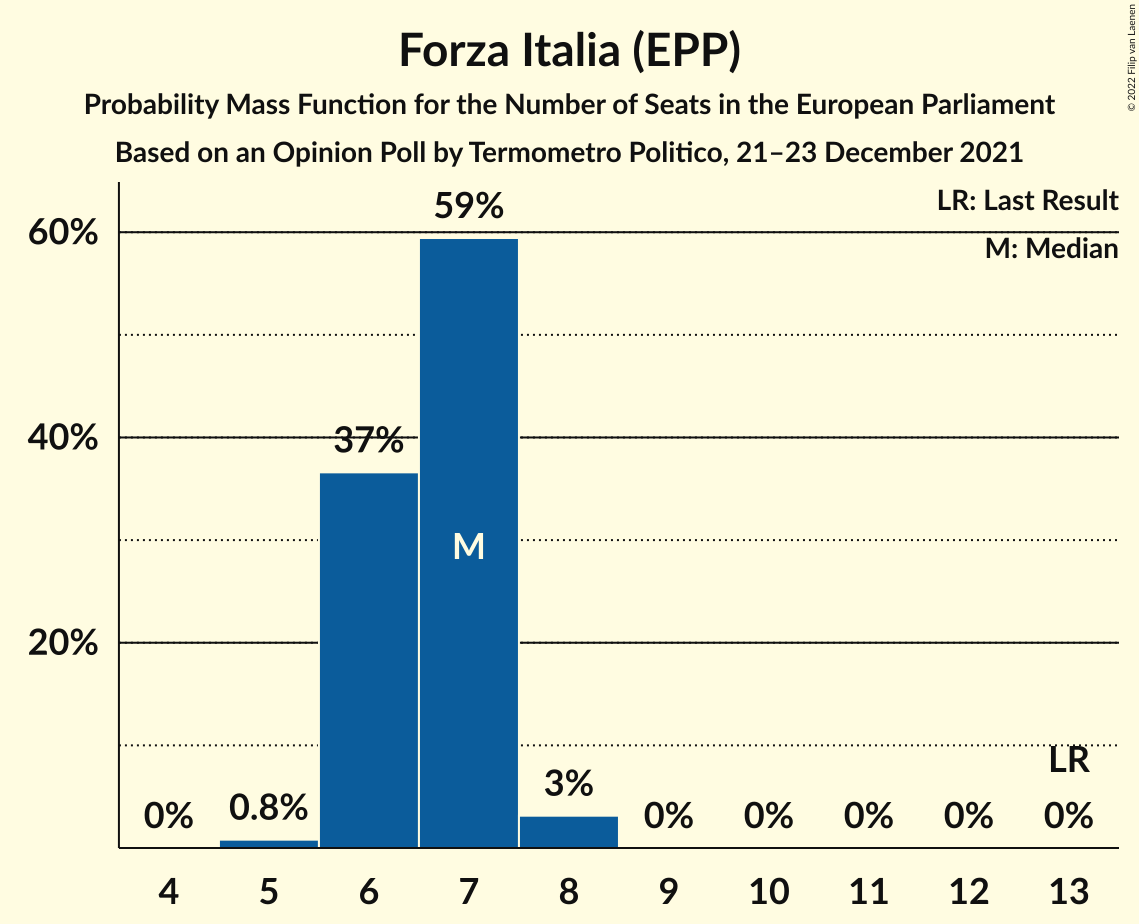 Forza Italia (EPP)
Probability Mass Function for the Number of Seats in the European Parliament
Based on an Opinion Poll by Termometro Politico, 21–23 December 2021
© 2022 Filip van Laenen
LR: Last Result
M: Median
60%
40%
20%
0%
0.8%
37%
59%
M
3%
0%
0%
0%
0%
LR
0%
4 5 6 7 8 9 10 11 12 13